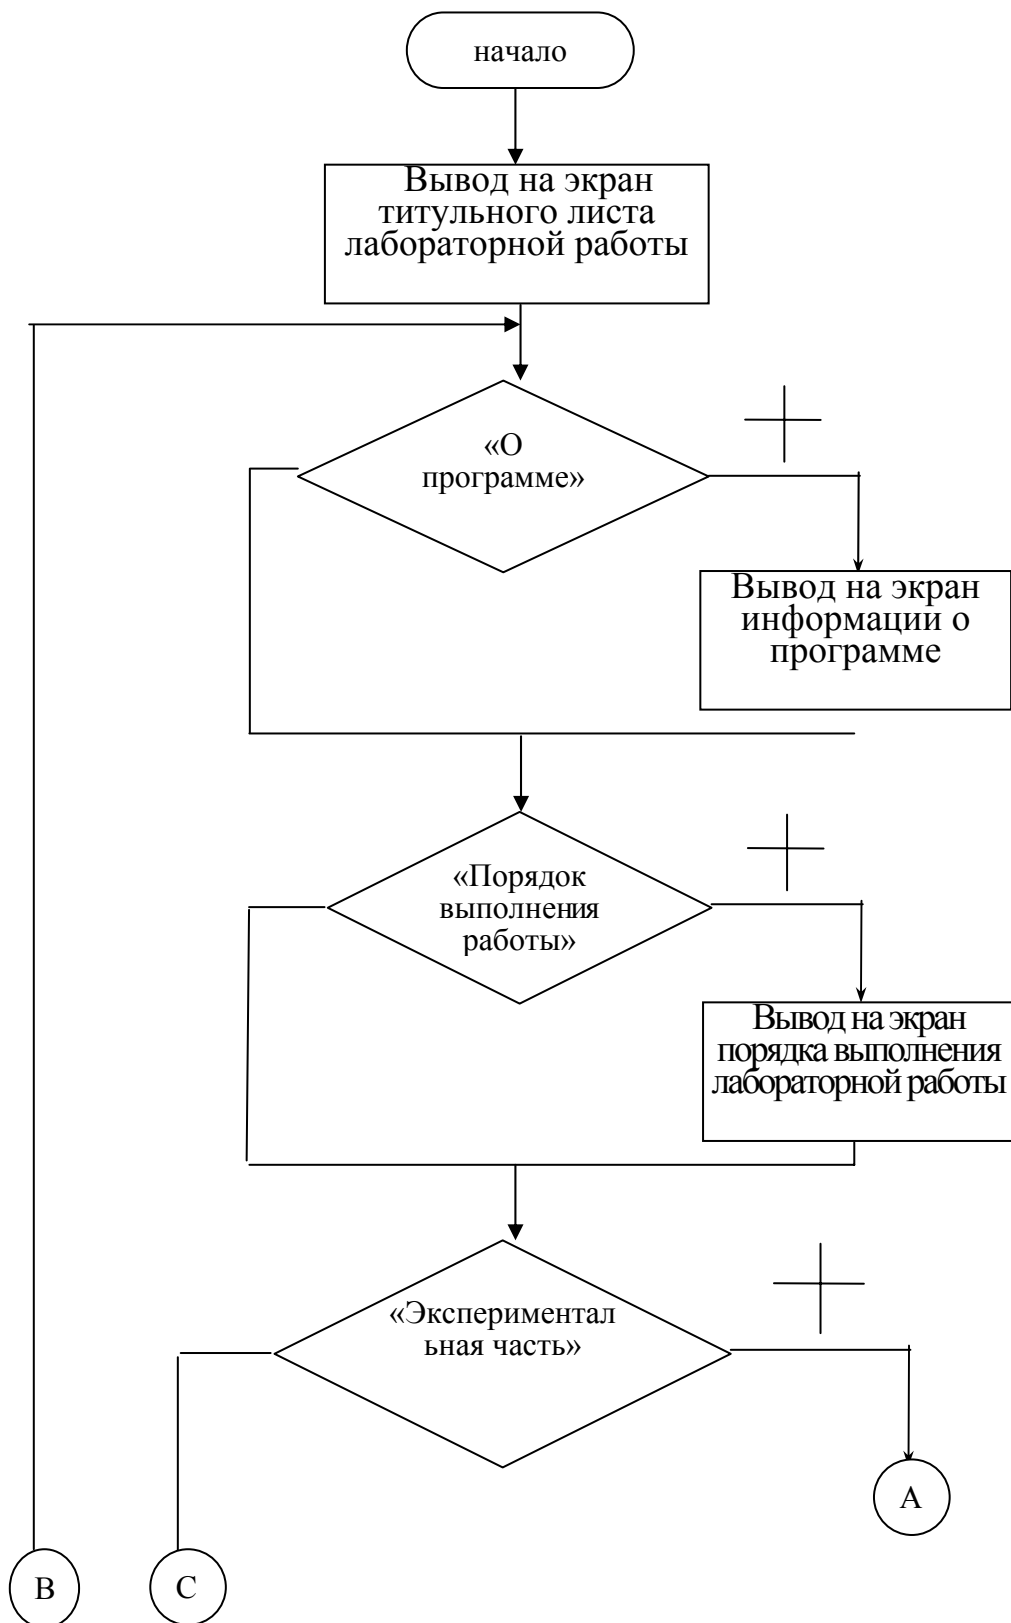 начало
Вывод на экран
титульного листа
лабораторной работы
«О
программе»
Вывод на экран
информации о
программе
«Порядок
выполнения
работы»
Вывод на экран
порядка выполнения
лабораторной работы
«Экспериментал
ьная часть»
А
В
С